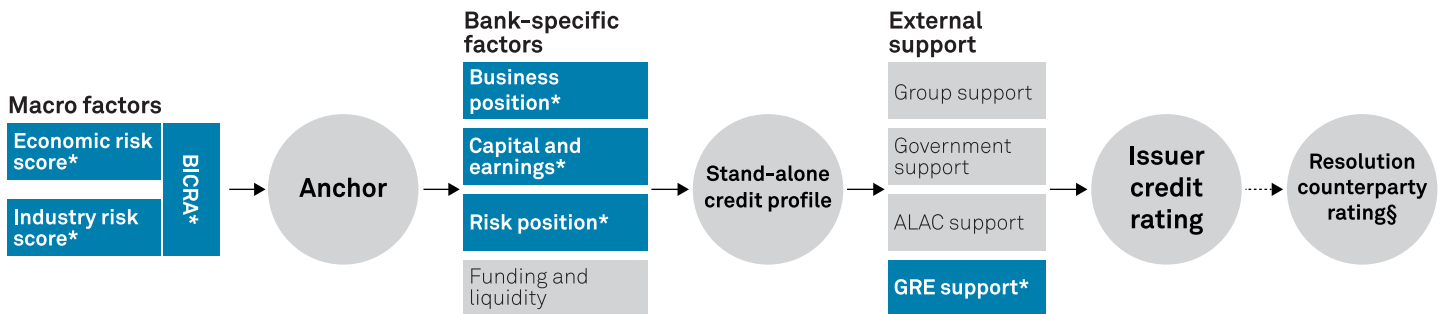 Macro factors
Economic risk
score*
Industry risk
score*
BICRA*
Anchor
Bank-specific
factors
Business
position*
Capital and
earnings*
Risk position*
Funding and
liquidity
Stand-alone
credit profile
External
support
Group support
Government
support
ALAC support
GRE support*
Issuer
credit
rating
Resolution
counterparty
rating§